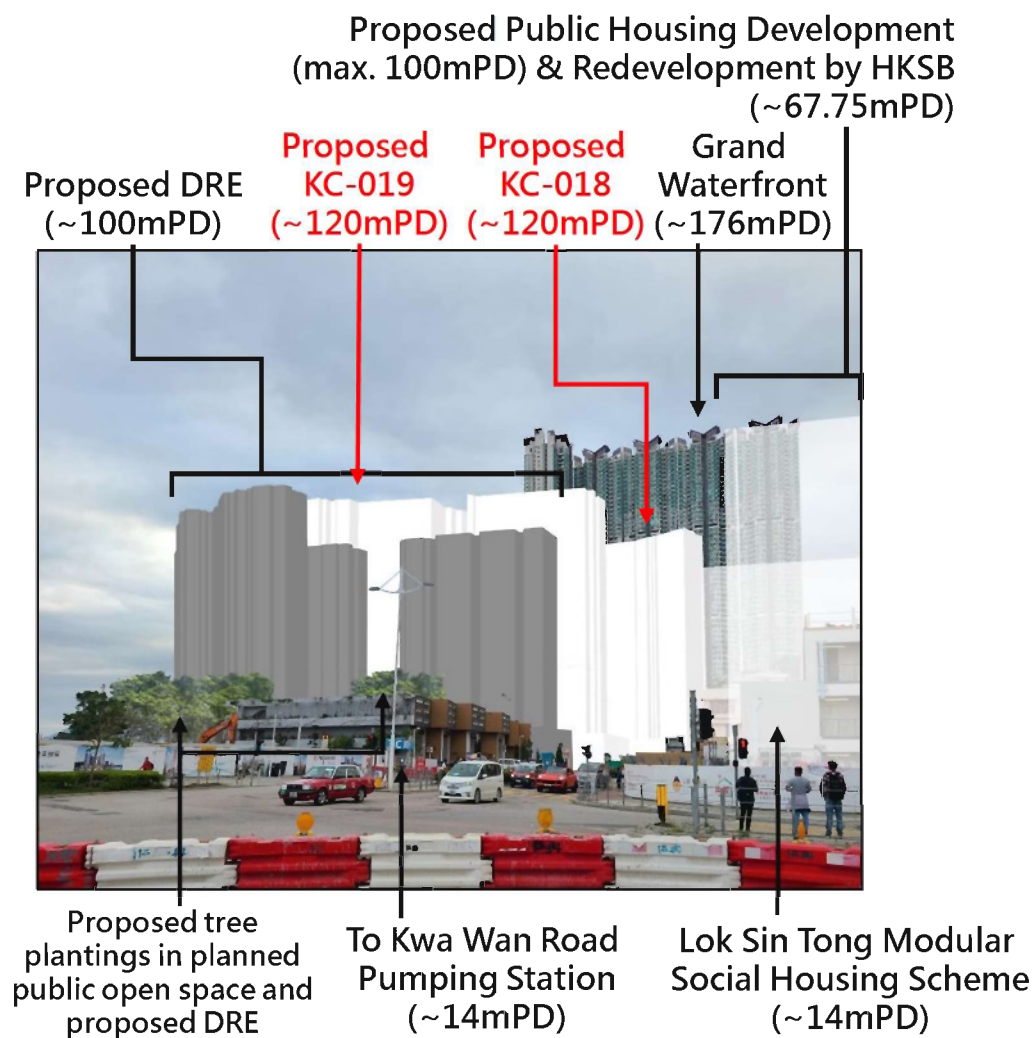 Proposed Public Housing Development
(max. 100mPD) & Redevelopment by HKSB
(~67.75mPD)
Proposed DRE
(~100mPD)
Proposed
KC-019
(~120mPD)
Proposed
KC-018
(~120mPD)
Grand
Waterfront
(~176mPD)
Proposed tree
plantings in planned
public open space and
proposed DRE
To Kwa Wan Road
Pumping Station
(~14mPD)
Lok Sin Tong Modular
Social Housing Scheme
(~14mPD)